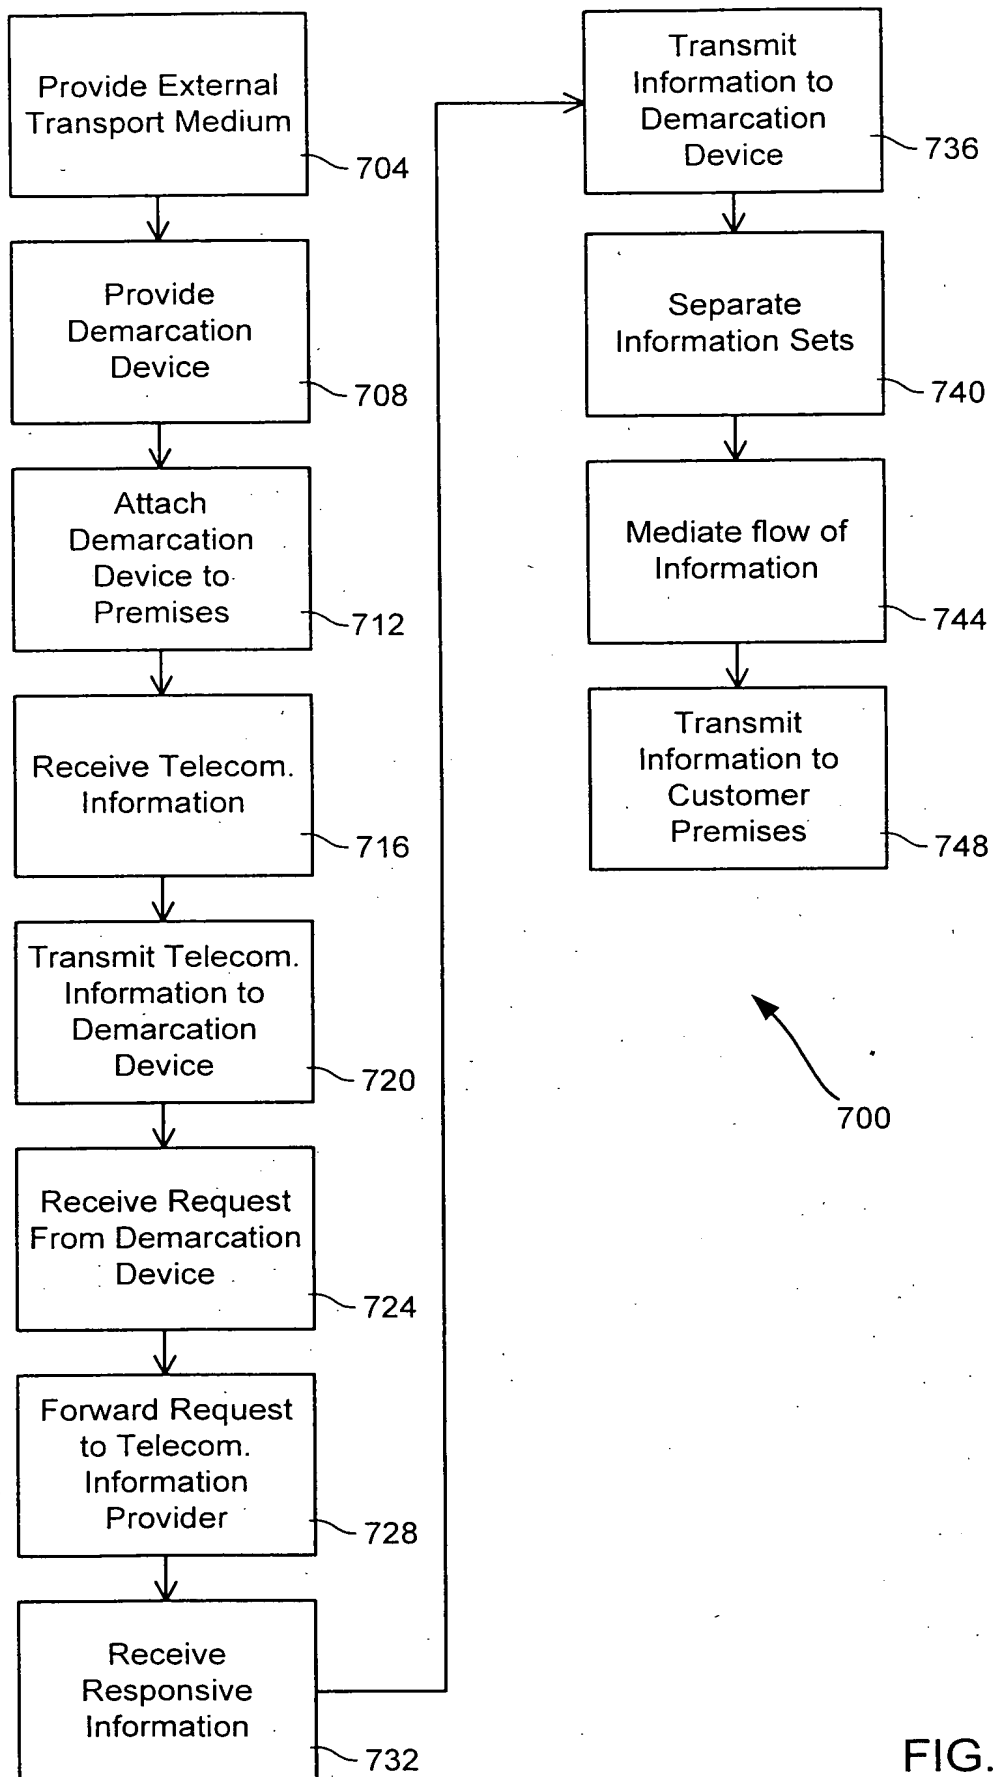 Provide External
Transport Medium
704
Provide
Demarcation
Device
708
Attach
Demarcation
Device to
Premises
712
Receive Telecom.
Information
716
Transmit Telecom.
Information to
Demarcation
Device
720
Receive Request
From Demarcation
Device
724
Forward Request
to Telecom.
Information
Provider
728
Receive
Responsive
Information
732
Transmit
Information to
Demarcation
Device
736
Separate
Information Sets
740
Mediate flow of
Information
744
Transmit
Information to
Customer
Premises
748
700
FIG.